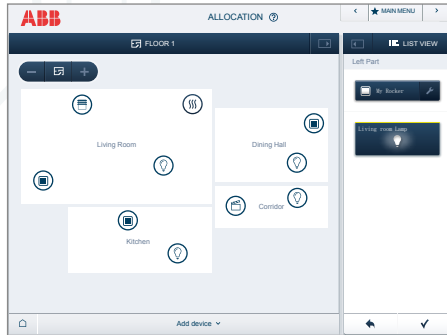 ABB
ALLOCATION ?
MAIN MENU
FLOOR 1
LIST VIEW
Left Part
My Rocker
Living room Lamp
Living Room
Dining Hall
Corridor
Kitchen
Add device